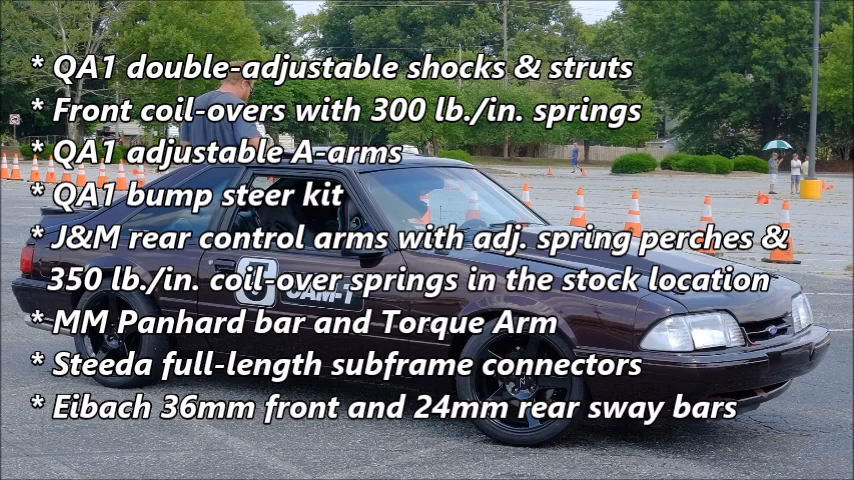 * QA1 double-adjustable shocks & struts
* Front coil-overs with 300 lb./in. springs
* QA1 adjustable A-arms
* QA1 bump steer kit
* J&M rear control arms with adj. spring perches &
350 lb./in. coil-over springs in the stock location
* MM Panhard bar and Torque Arm
* Steeda full-length subframe connectors
* Eibach 36mm front and 24mm rear sway bars